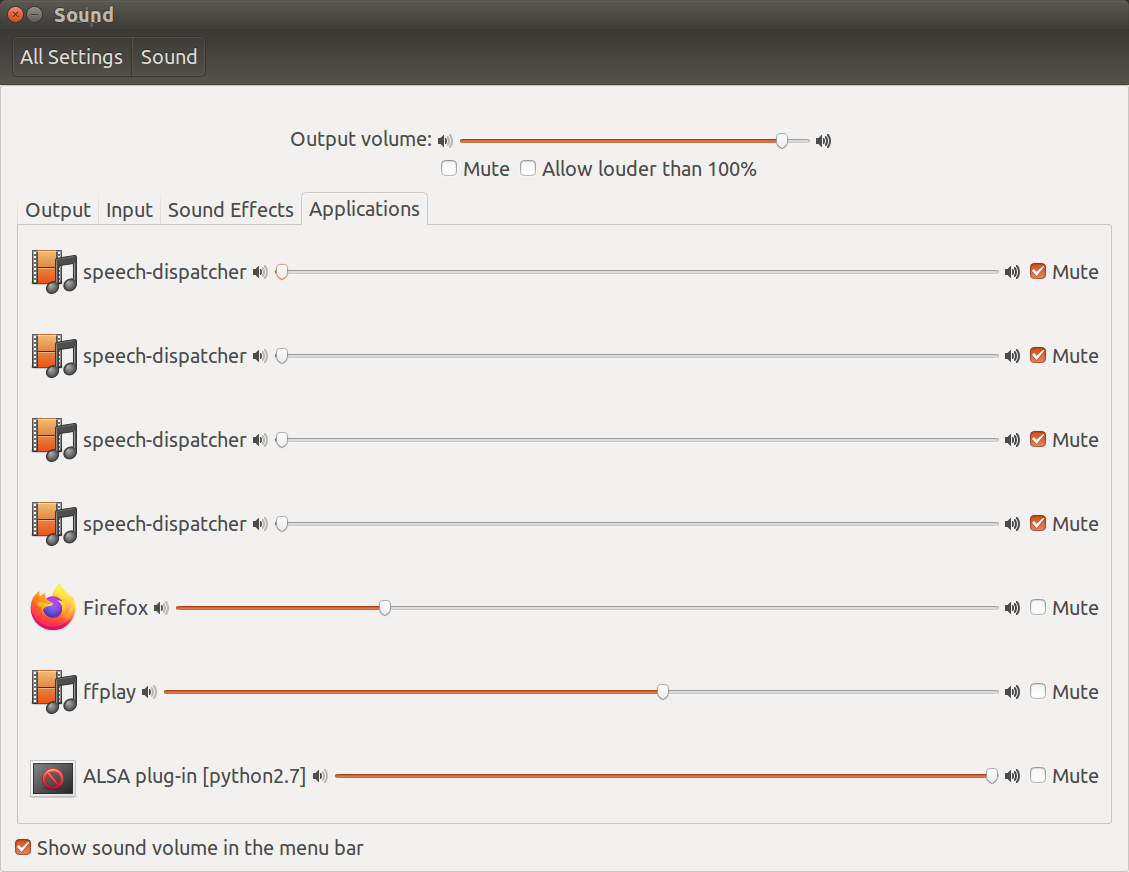 Sound
All Settings Sound
Output volume:
Mute Allow louder than 100%
Output Input Sound Effects Applications
speech-dispatcher Mute
speech-dispatcher Mute
speech-dispatcher Mute
speech-dispatcher Mute
Firefox Mute
ffplay Mute
ALSA plug-in [python2.7] Mute
Show sound volume in the menu bar